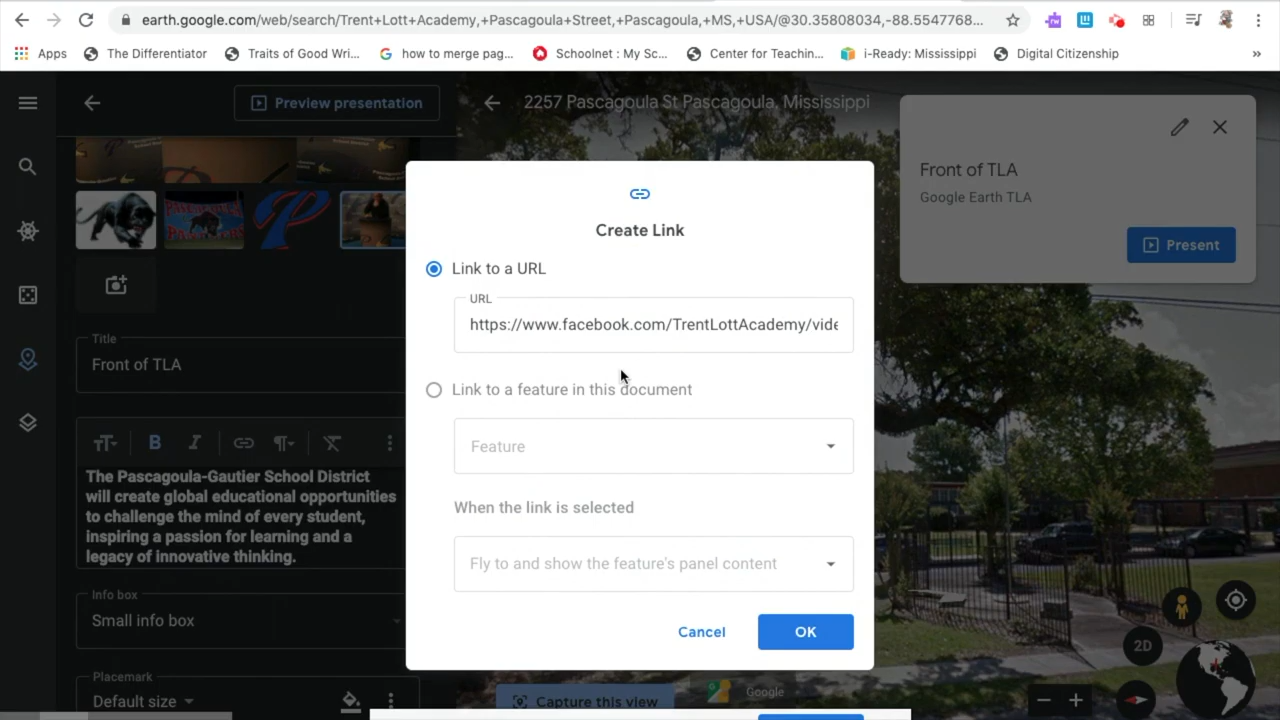 earth.google.com/web/search/Trent+Lott+Academy,+Pascagoula+Street,+Pascagoula,+MS,+USA/@30.35808034,-88.5547768...
Apps The Differentiator Traits of Good Wri... how to merge pag... Schoolnet : My Sc... Center for Teachin... i-Ready: Mississippi Digital Citizenship »
Preview presentation
2257 Pascagoula St Pascagoula, Mississippi
Front of TLA
Google Earth TLA
Present
Create Link
Link to a URL
URL
https://www.facebook.com/TrentLottAcademy/vide
Link to a feature in this document
Feature
When the link is selected
Fly to and show the feature's panel content
Cancel OK
Title
Front of TLA
The Pascagoula-Gautier School District
will create global educational opportunities
to challenge the mind of every student,
inspiring a passion for learning and a
legacy of innovative thinking.
Info box
Small info box
Placemark
Default size
Capture this view
Google
2D